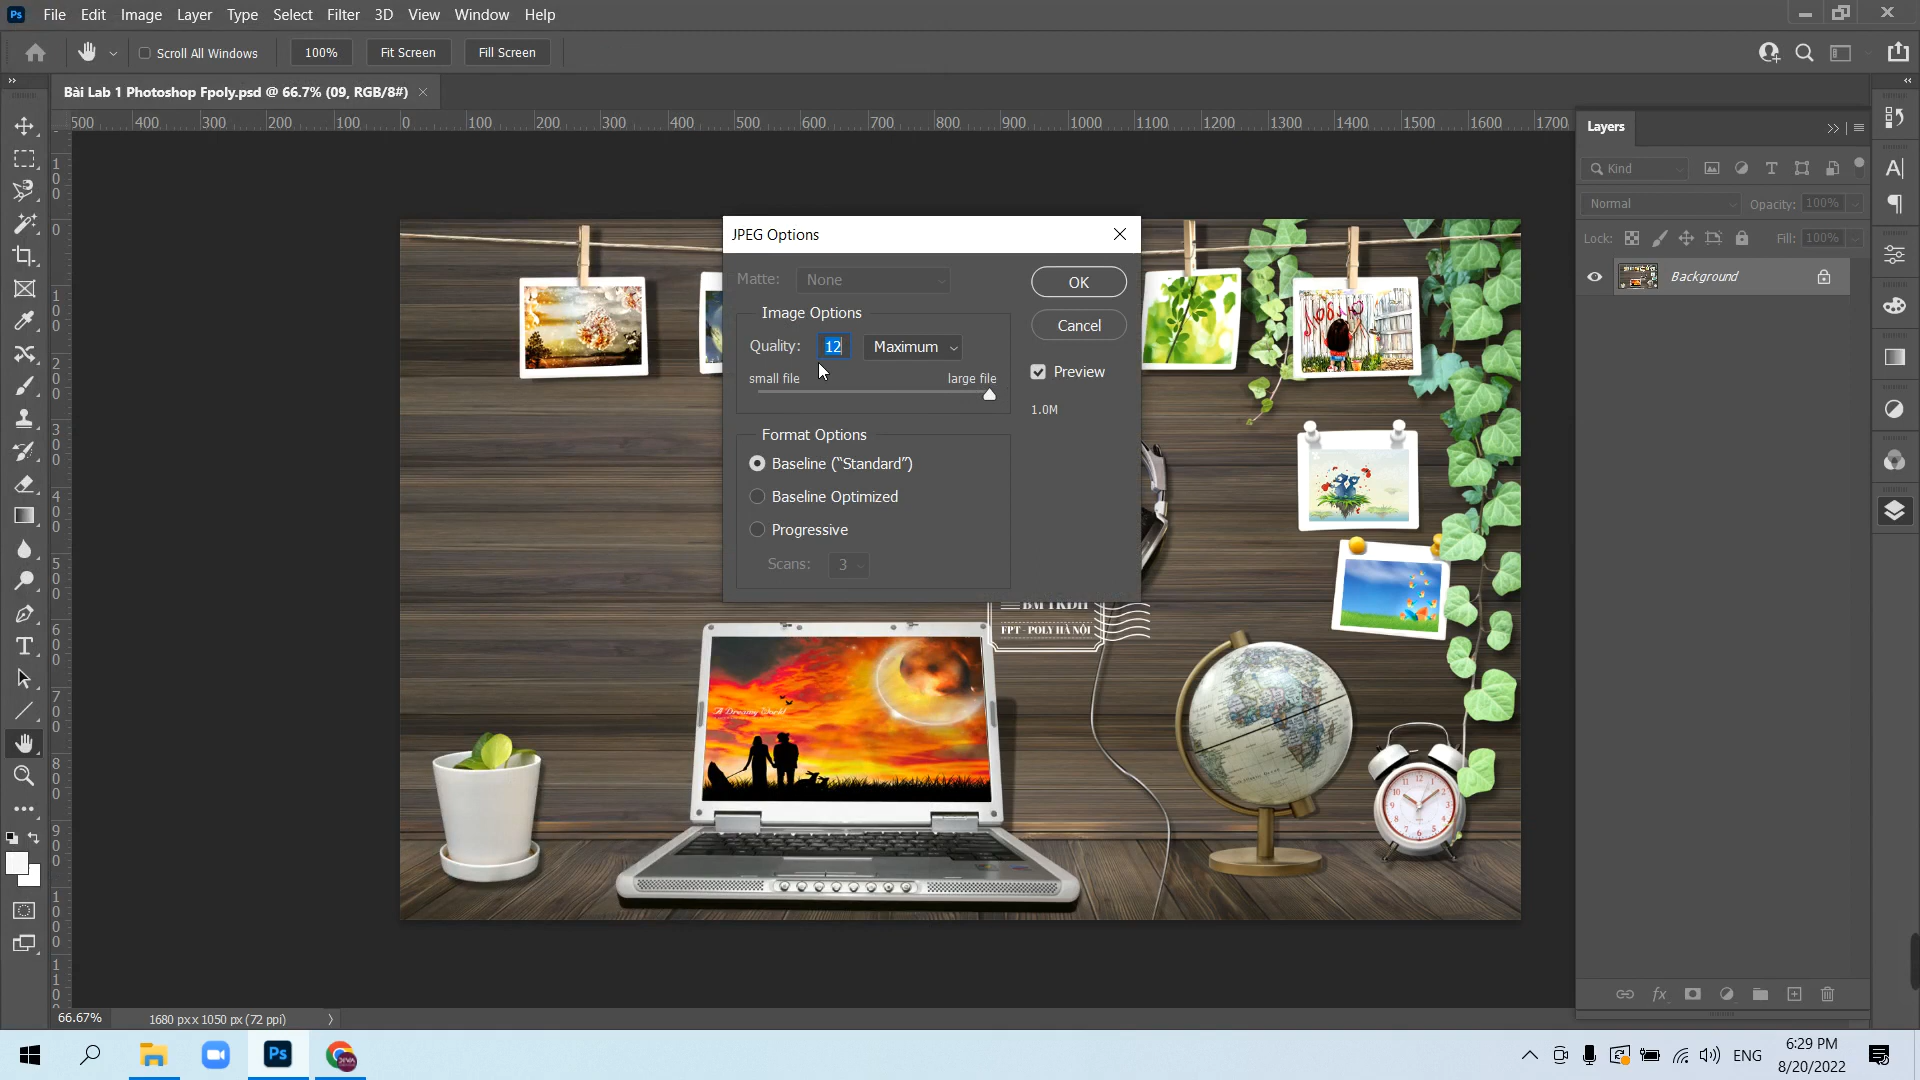 Ps File Edit Image Layer Type Select Filter 3D View Window Help
Scroll All Windows 100% Fit Screen Fill Screen
Bài Lab 1 Photoshop Fpoly.psd @ 66.7% (09, RGB/8#)
500 400 300 200 100 0 100 200 300 400 500 600 700 800 900 1000 1100 1200 1300 1400 1500 1600 1700
Layers
Kind
Normal Opacity: 100%
Lock: Fill: 100%
Background
JPEG Options
Matte: None OK
Image Options
Cancel
Quality: 12 Maximum
Preview
small file large file
1.0M
Format Options
Baseline (“Standard”)
Baseline Optimized
Progressive
Scans: 3
FPT - POLY HÀ NỘI
A Dreamy World
66.67% 1680 px x 1050 px (72 ppi)
Ps
ENG
6:29 PM
8/20/2022